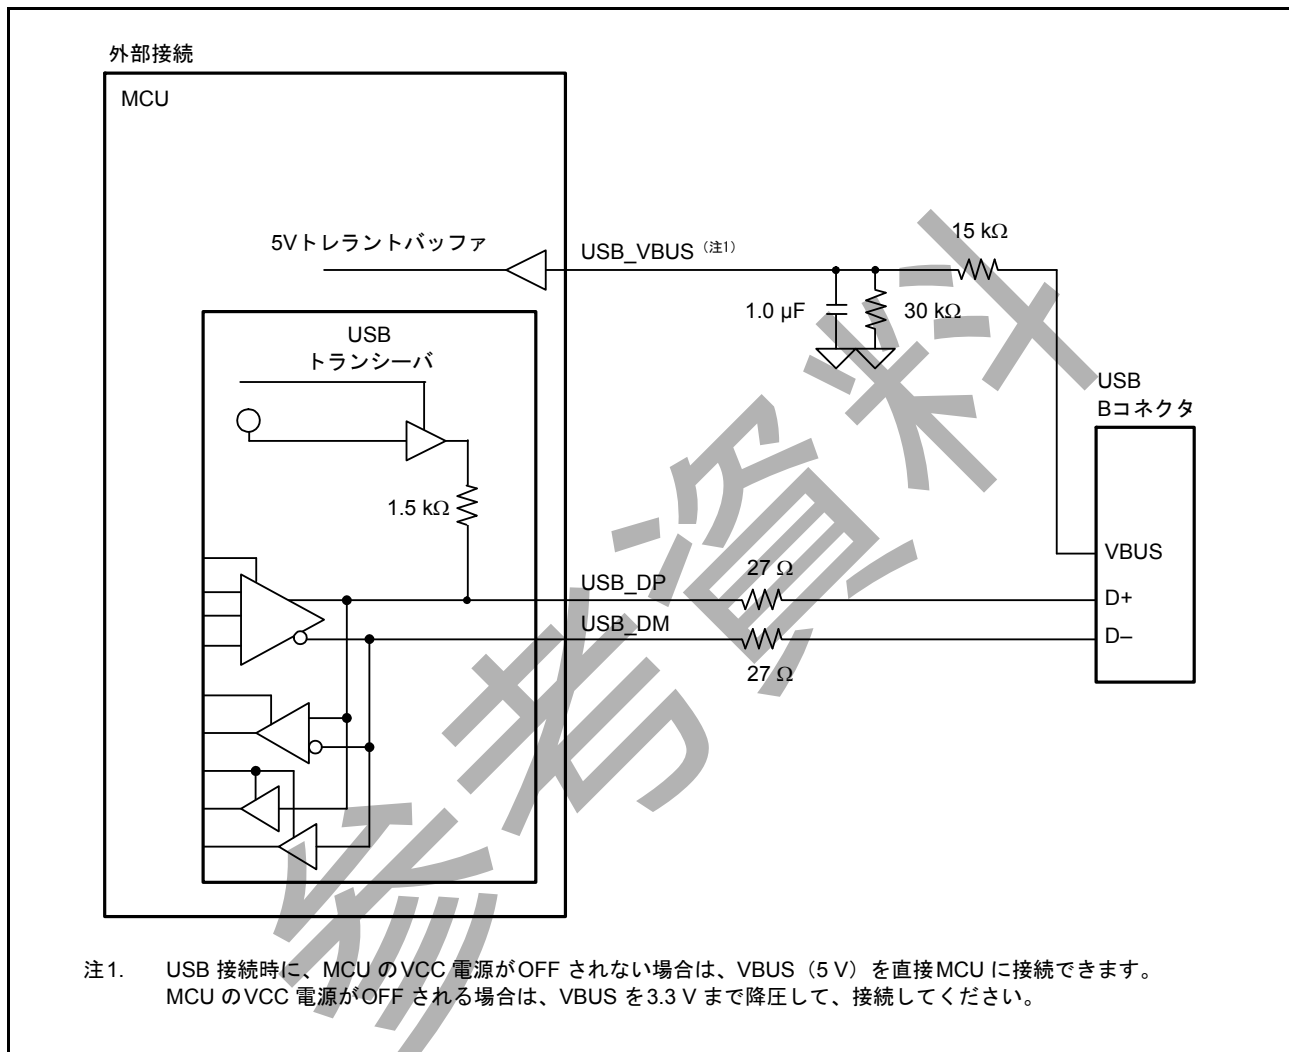 外部接続
MCU
5Vトレラントバッファ
USB_VBUS (注1)
15 kΩ
1.0 µF
30 kΩ
USB
トランシーバ
USB
Bコネクタ
1.5 kΩ
VBUS
USB_DP
27 Ω
D+
USB_DM
27 Ω
D–
参考資料
注1. USB 接続時に、MCU のVCC 電源がOFF されない場合は、VBUS（5 V）を直接MCU に接続できます。
MCU のVCC 電源がOFF される場合は、VBUS を3.3 V まで降圧して、接続してください。